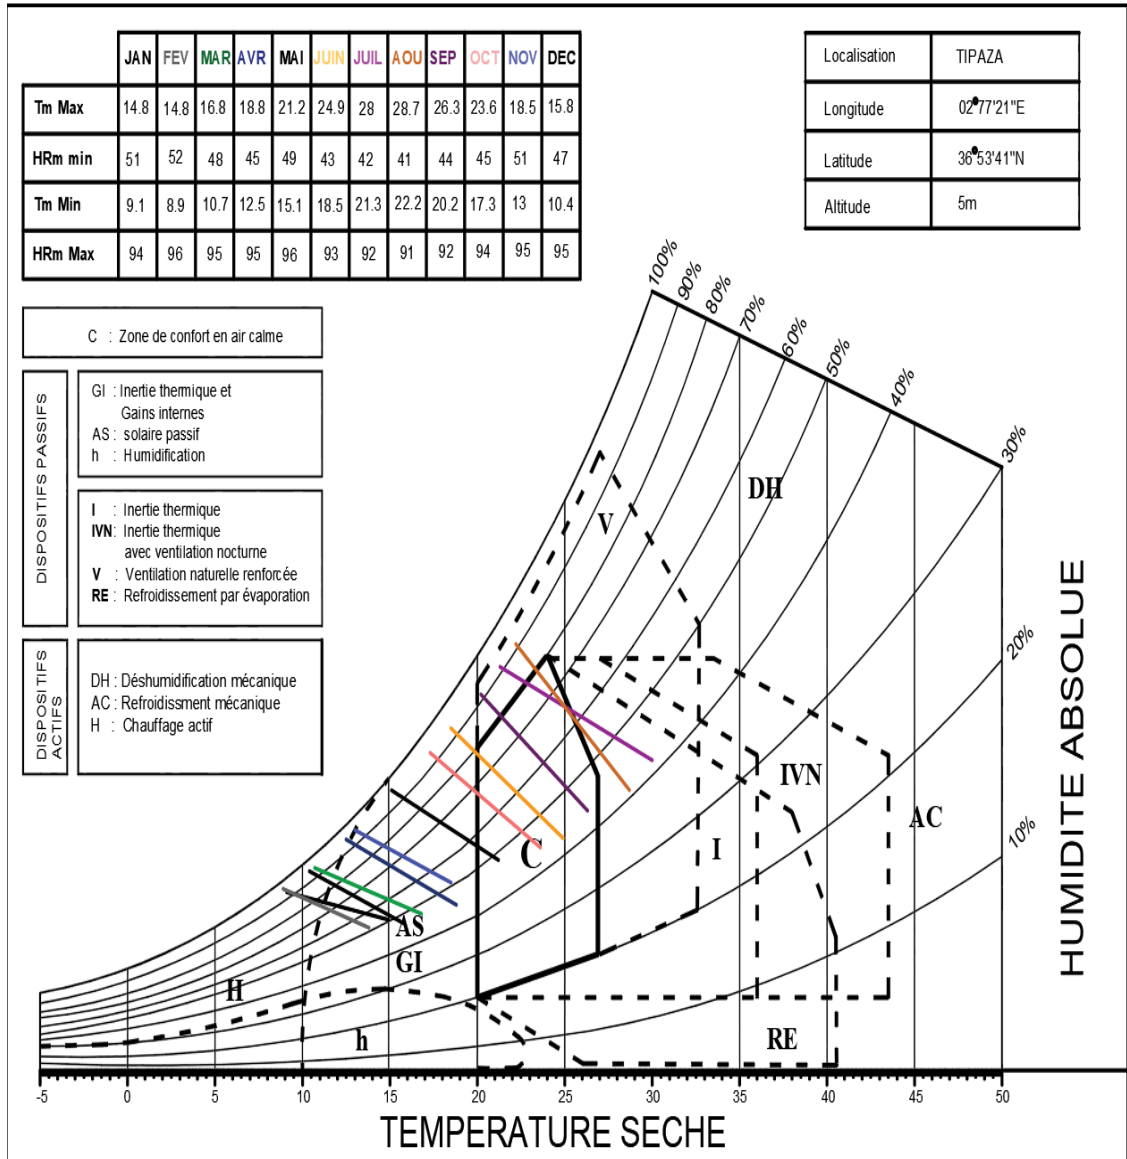 JAN FEV MAR AVR MAI JUIN JUIL AOU SEP OCT NOV DEC
Tm Max 14.8 14.8 16.8 18.8 21.2 24.9 28 28.7 26.3 23.6 18.5 15.8
HRm min 51 52 48 45 49 43 42 41 44 45 51 47
Tm Min 9.1 8.9 10.7 12.5 15.1 18.5 21.3 22.2 20.2 17.3 13 10.4
HRm Max 94 96 95 95 96 93 92 91 92 94 95 95
Localisation TIPAZA
Longitude 02°77'21"E
Latitude 36°53'41"N
Altitude 5m
C : Zone de confort en air calme
DISPOSITIFS PASSIFS
GI : Inertie thermique et
Gains internes
AS : solaire passif
h : Humidification
I : Inertie thermique
IVN: Inertie thermique
avec ventilation nocturne
V : Ventilation naturelle renforcée
RE : Refroidissement par évaporation
DISPOSITIFS
ACTIFS
DH : Déshumidification mécanique
AC : Refroidissment mécanique
H : Chauffage actif
100% 90% 80% 70% 60% 50% 40% 30%
20%
10%
DH
V
IVN
AC
I
C
AS
GI
H
h
RE
HUMIDITE ABSOLUE
-5 0 5 10 15 20 25 30 35 40 45 50
TEMPERATURE SECHE